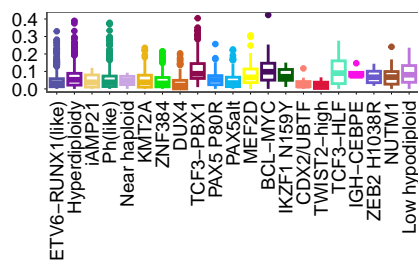 0.4
0.3
0.2
0.1
0.0
ETV6−RUNX1(like)
Hyperdiploidy
iAMP21
Ph(like)
Near haploid
KMT2A
ZNF384
DUX4
TCF3−PBX1
PAX5 P80R
PAX5alt
MEF2D
BCL−MYC
IKZF1 N159Y
CDX2/UBTF
TWIST2−high
TCF3−HLF
IGH−CEBPE
ZEB2 H1038R
NUTM1
Low hypodiploid